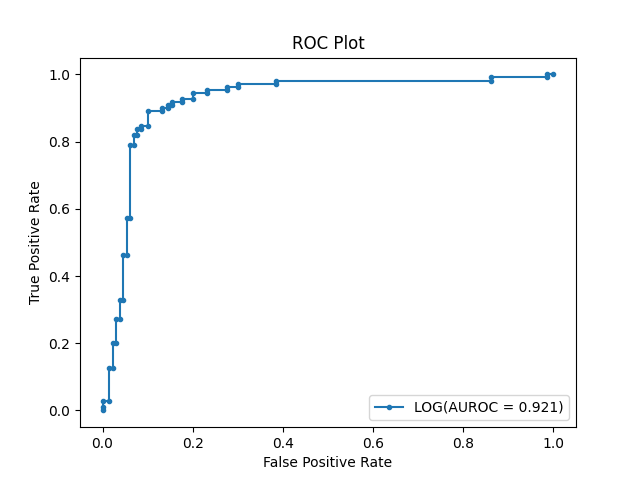 ROC Plot
True Positive Rate
1.0
0.8
0.6
0.4
0.2
0.0
LOG(AUROC = 0.921)
0.0 0.2 0.4 0.6 0.8 1.0
False Positive Rate